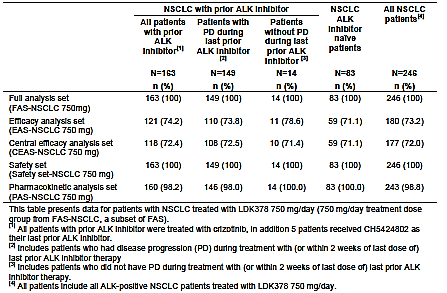 NSCLC with prior ALK inhibitor
All patients with prior ALK inhibitor[1] Patients with PD during last prior ALK inhibitor [2] Patients without PD during last prior ALK inhibitor [3] NSCLC ALK inhibitor naïve patients All NSCLC patients[4]
N=163 N=149 N=14 N=83 N=246
n (%) n (%) n (%) n (%) n (%)
Full analysis set 163 (100) 149 (100) 14 (100) 83 (100) 246 (100)
(FAS-NSCLC 750mg)
Efficacy analysis set 121 (74.2) 110 (73.8) 11 (78.6) 59 (71.1) 180 (73.2)
(EAS-NSCLC 750 mg)
Central efficacy analysis set 118 (72.4) 108 (72.5) 10 (71.4) 59 (71.1) 177 (72.0)
(CEAS-NSCLC 750 mg)
Safety set 163 (100) 149 (100) 14 (100) 83 (100) 246 (100)
(Safety set-NSCLC 750 mg)
Pharmacokinetic analysis set 160 (98.2) 146 (98.0) 14 (100.0) 83 (100.0) 243 (98.8)
(PAS-NSCLC 750 mg)
This table presents data for patients with NSCLC treated with LDK378 750 mg/day (750 mg/day treatment dose
group from FAS-NSCLC, a subset of FAS).
[1] All patients with prior ALK inhibitor were treated with crizotinib, in addition 5 patients received CH5424802 as
their last prior ALK inhibitor.
[2] Includes patients who had disease progression (PD) during treatment with (or within 2 weeks of last dose of)
last prior ALK inhibitor therapy
[3] Includes patients who did not have PD during treatment with (or within 2 weeks of last dose of) last prior ALK
inhibitor therapy.
[4] All patients include all ALK-positive NSCLC patients treated with LDK378 750 mg/day.